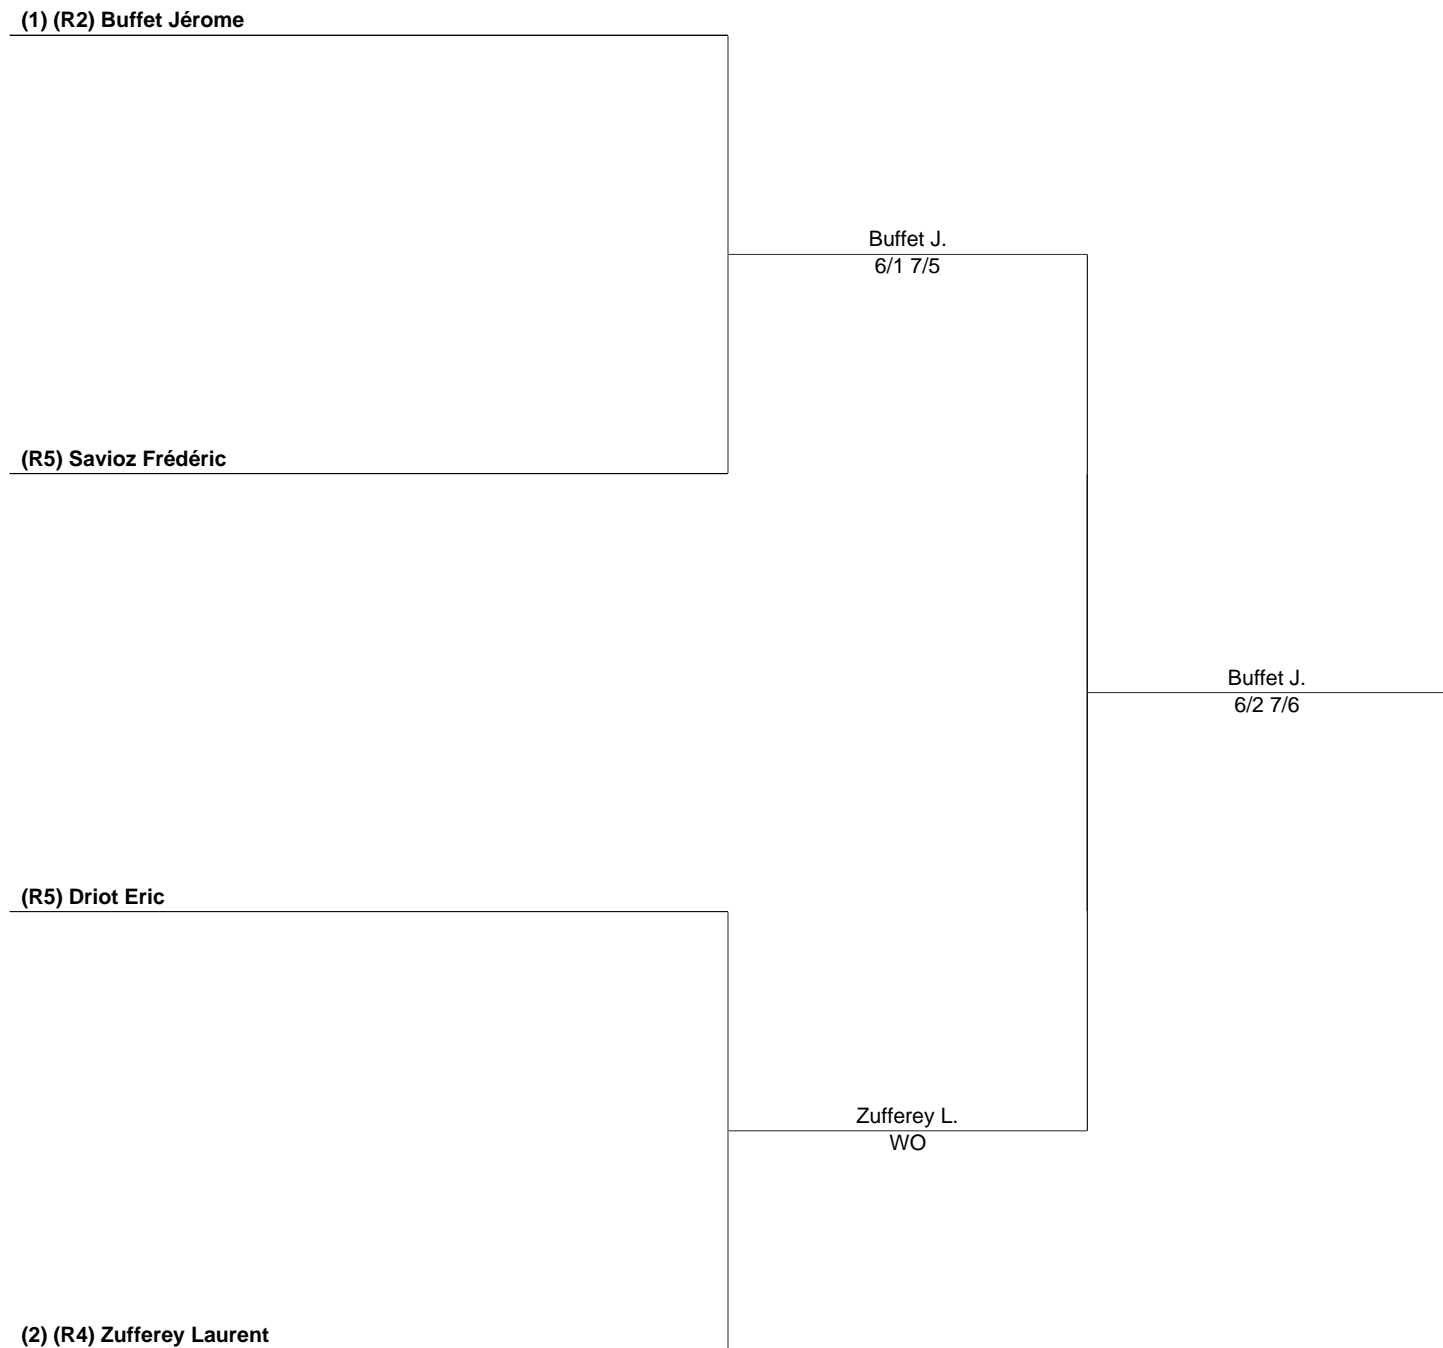 (1) (R2) Buffet Jérome
Buffet J.
6/1 7/5
(R5) Savioz Frédéric
Buffet J.
6/2 7/6
(R5) Driot Eric
Zufferey L.
WO
(2) (R4) Zufferey Laurent